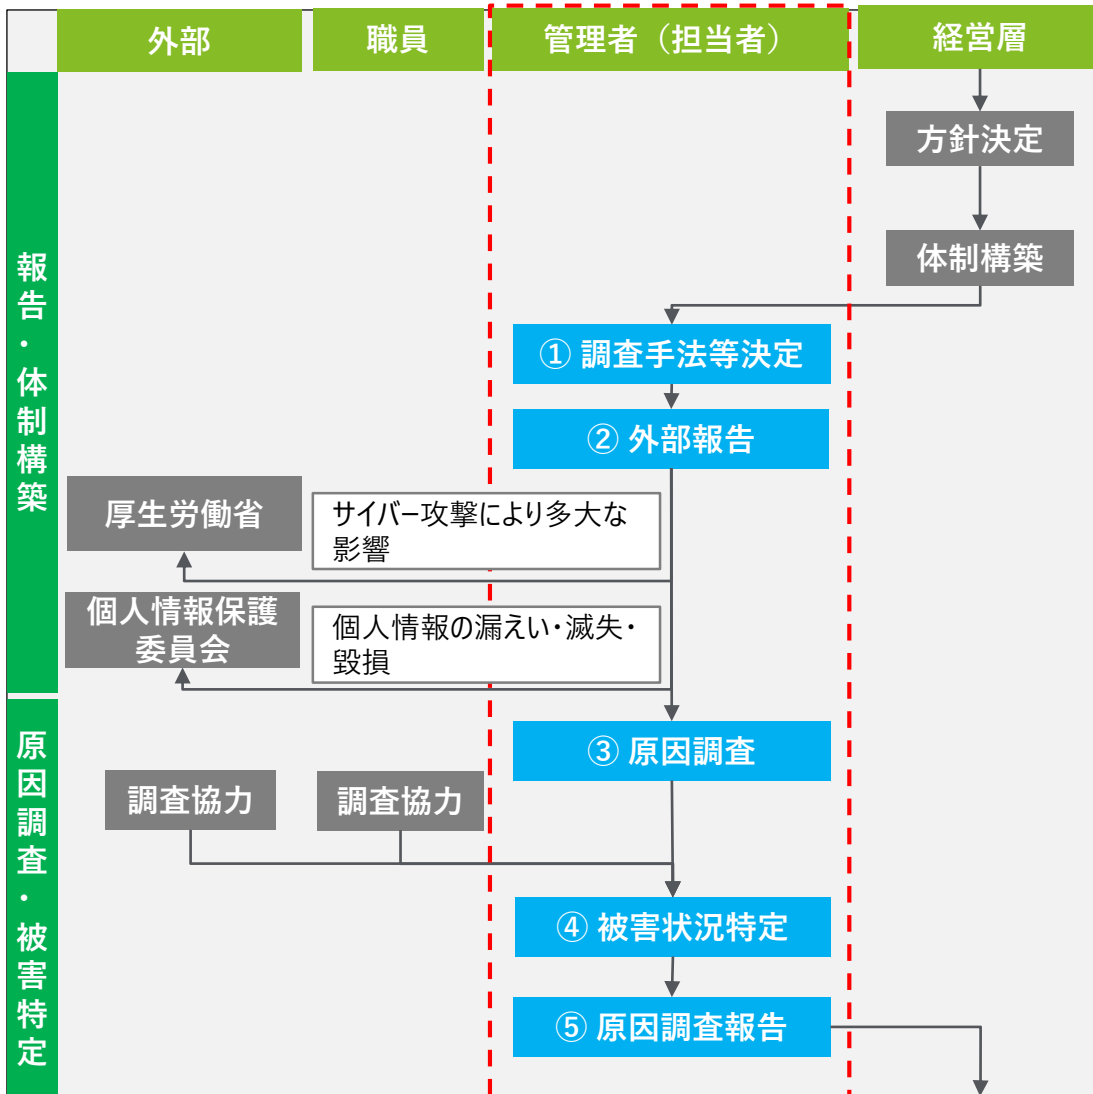 外部
職員
管理者（担当者）
経営層
報告・体制構築
方針決定
体制構築
① 調査手法等決定
② 外部報告
厚生労働省
サイバー攻撃により多大な
影響
個人情報保護
委員会
個人情報の漏えい・滅失・
毀損
原因調査・被害特定
③ 原因調査
調査協力
調査協力
④ 被害状況特定
⑤ 原因調査報告